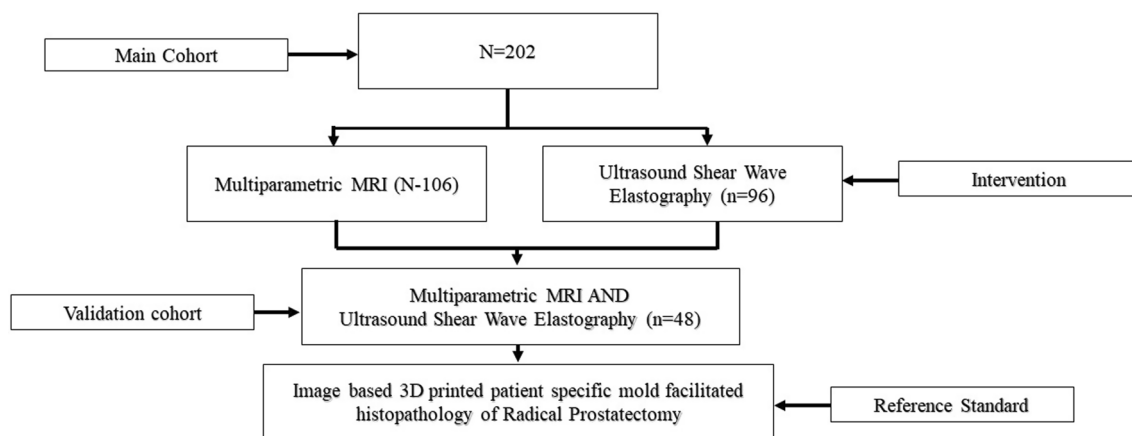 Main Cohort
N=202
Multiparametric MRI (N-106)
Ultrasound Shear Wave
Elastography (n=96)
Intervention
Validation cohort
Multiparametric MRI AND
Ultrasound Shear Wave Elastography (n=48)
Image based 3D printed patient specific mold facilitated
histopathology of Radical Prostatectomy
Reference Standard